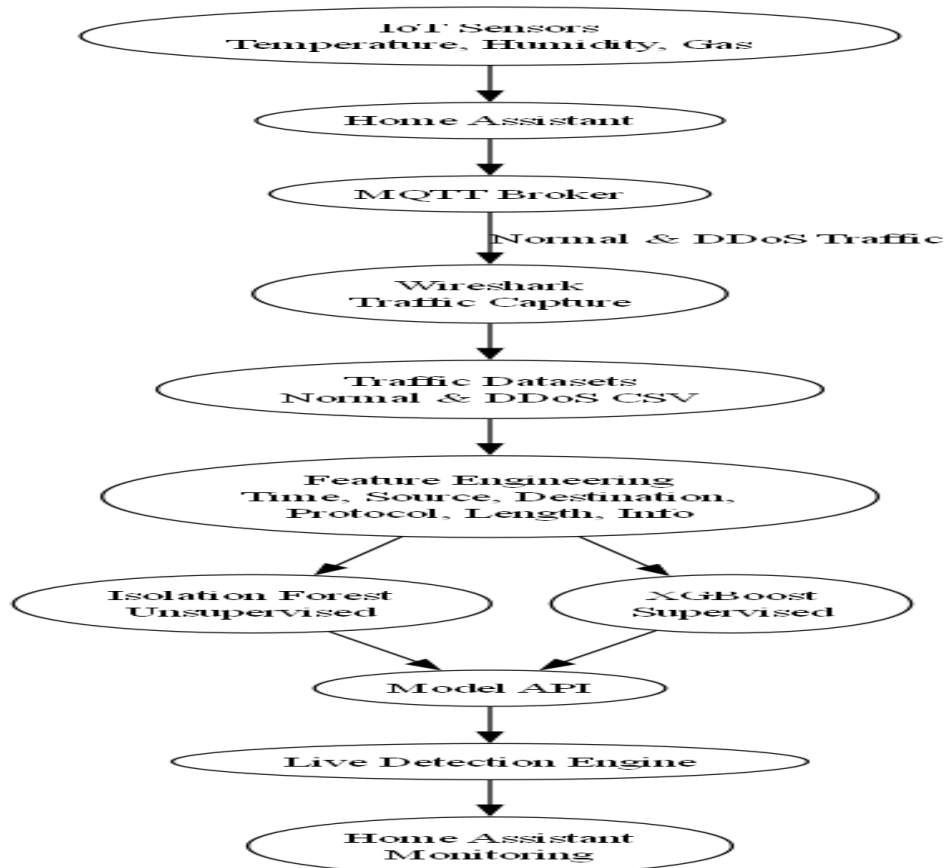 IoT Sensors
Temperature, Humidity, Gas
Home Assistant
MQTT Broker
Normal & DDoS Traffic
Wireshark
Traffic Capture
Traffic Datasets
Normal & DDoS CSV
Feature Engineering
Time, Source, Destination,
Protocol, Length, Info
Isolation Forest
Unsupervised
XGBoost
Supervised
Model API
Live Detection Engine
Home Assistant
Monitoring